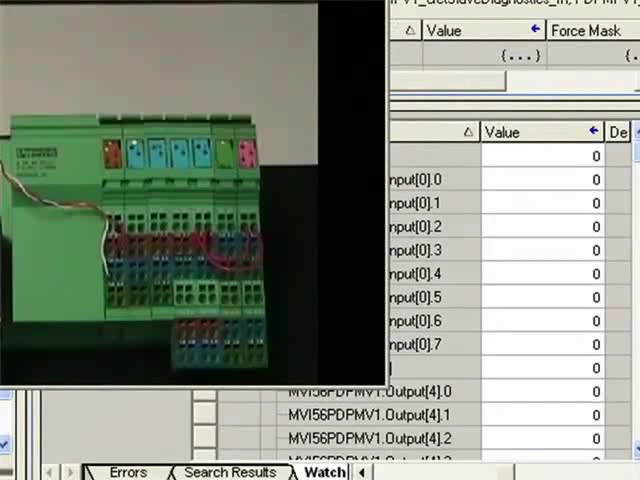 Value
Force Mask
{...}
{..
Value
De
0
nput[0].0 0
nput[0].1 0
nput[0].2 0
nput[0].3 0
nput[0].4 0
nput[0].5 0
nput[0].6 0
nput[0].7 0
] 0
MVI56PDPMV1.Output[4].0 0
MVI56PDPMV1.Output[4].1 0
MVI56PDPMV1.Output[4].2 0
Errors
Search Results
Watch